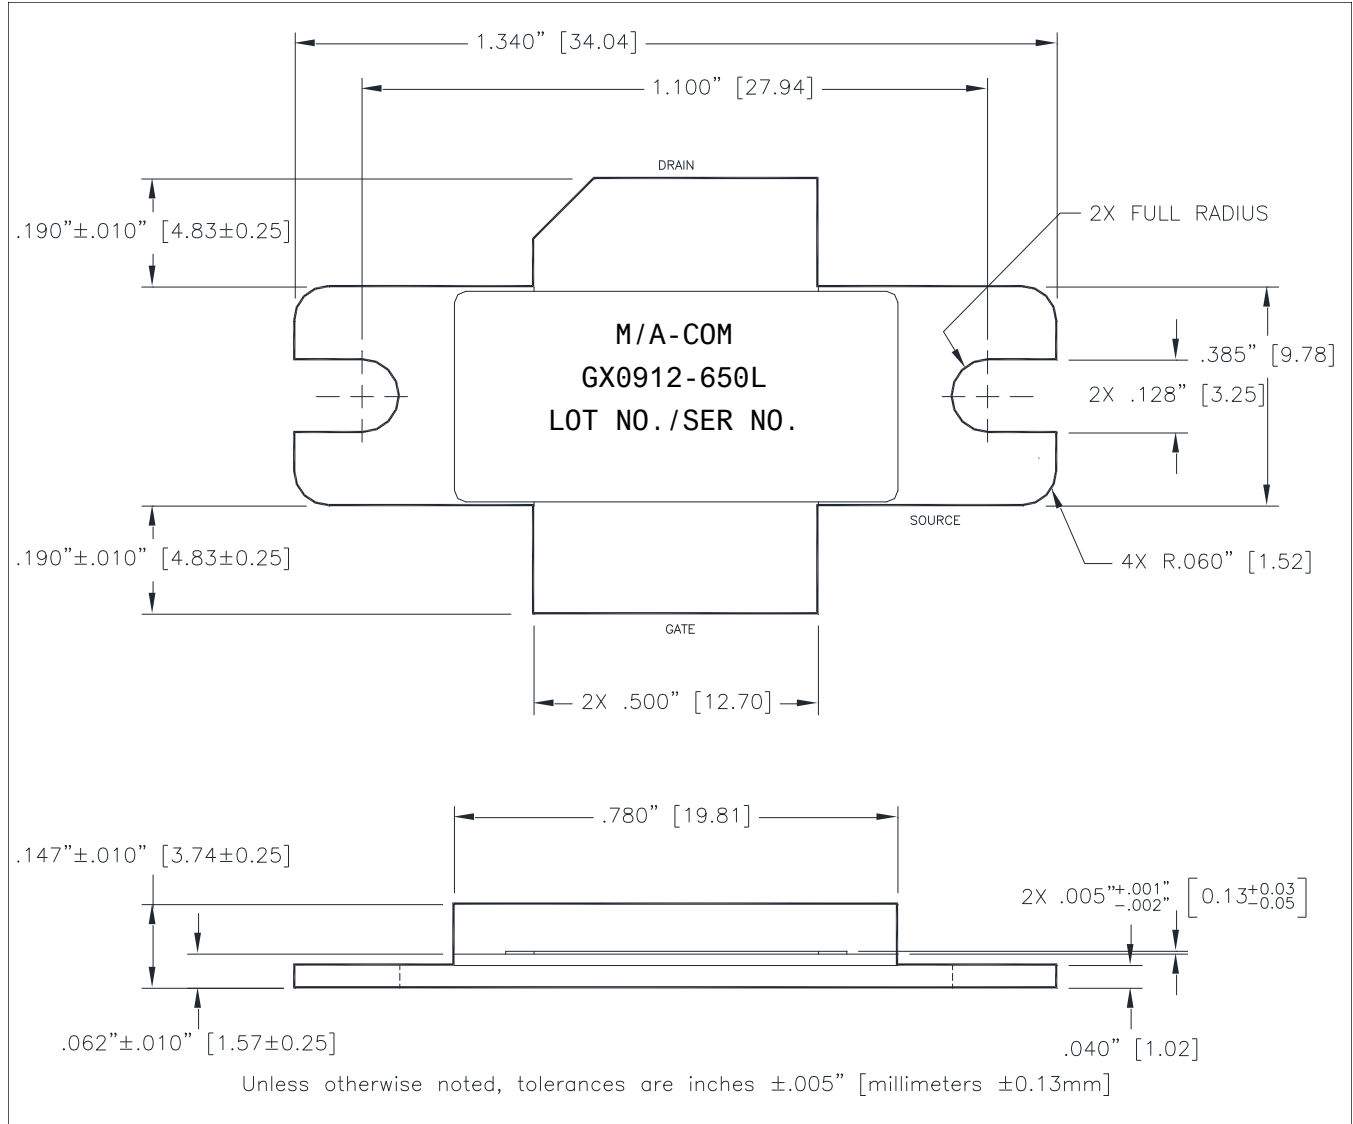 1.340” [34.04]
1.100” [27.94]
DRAIN
.190”±.010” [4.83±0.25]
2X FULL RADIUS
M/A-COM
GX0912-650L
LOT NO./SER NO.
.385” [9.78]
2X .128” [3.25]
SOURCE
.190”±.010” [4.83±0.25]
4X R.060” [1.52]
GATE
2X .500” [12.70]
.780” [19.81]
.147”±.010” [3.74±0.25]
2X .005”+.001” -.002” [0.13+0.03 -0.05]
.062”±.010” [1.57±0.25]
.040” [1.02]
Unless otherwise noted, tolerances are inches ±.005” [millimeters ±0.13mm]